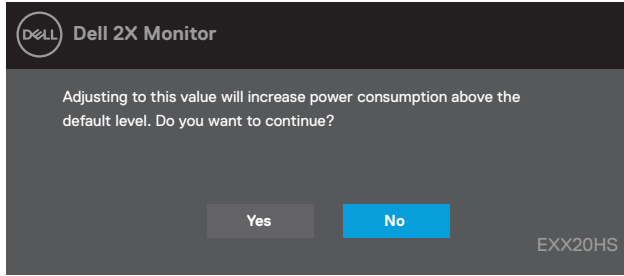 DELL Dell 2X Monitor
Adjusting to this value will increase power consumption above the
default level. Do you want to continue?
Yes No
EXX20HS